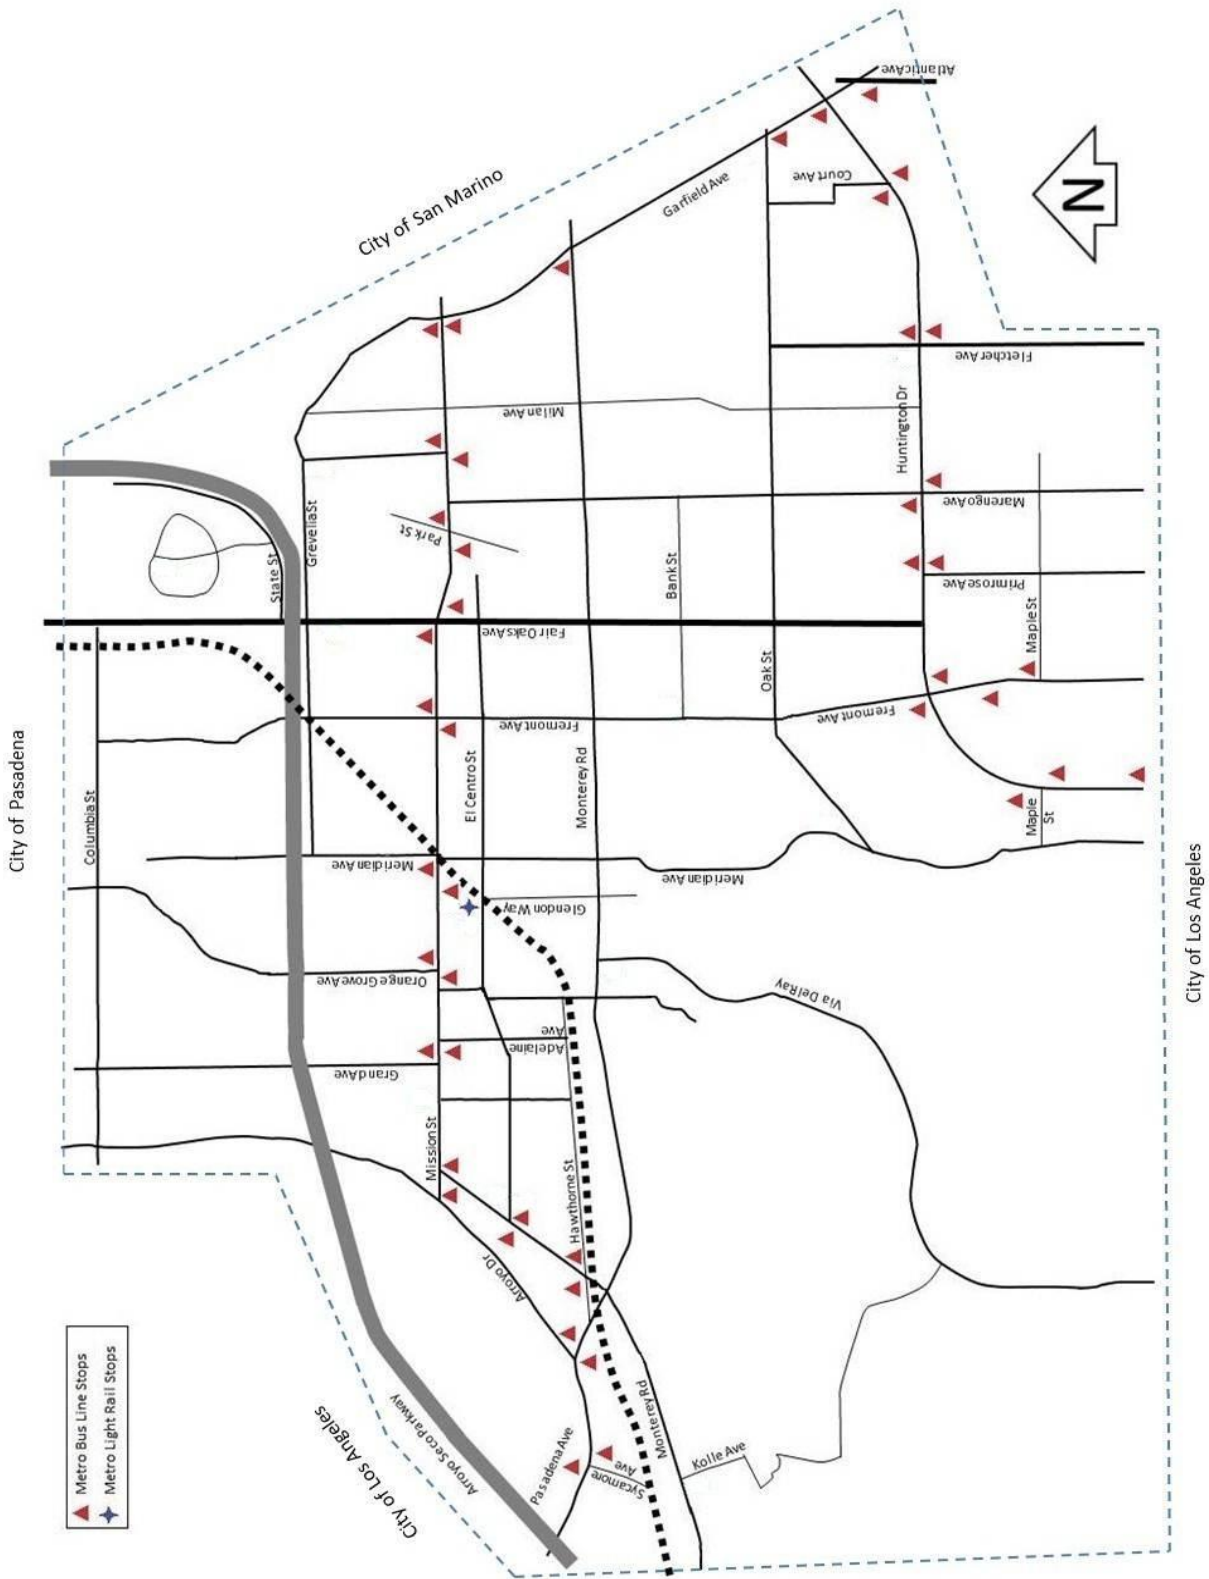 City of Pasadena
City of San Marino
City of Los Angeles
City of Los Angeles
N
Metro Bus Line Stops
Metro Light Rail Stops
Atlantic Ave
Garfield Ave
Court Ave
Fletcher Ave
Huntington Dr
Milan Ave
Marengo Ave
Grevelia St
Park St
State St
Bank St
Primrose Ave
Maple St
Fair Oaks Ave
Oak St
Fremont Ave
Fremont Ave
El Centro St
Monterey Rd
Columbia St
Maple
St
Meridian Ave
Meridian Ave
Glendon Way
Orange Grove Ave
Via Del Ray
Adelaine
Ave
Grand Ave
Mission St
Hawthorne St
Arroyo Dr
Arroyo Seco Parkway
Pasadena Ave
Sycamore
Ave
Monterey Rd
Kolle Ave